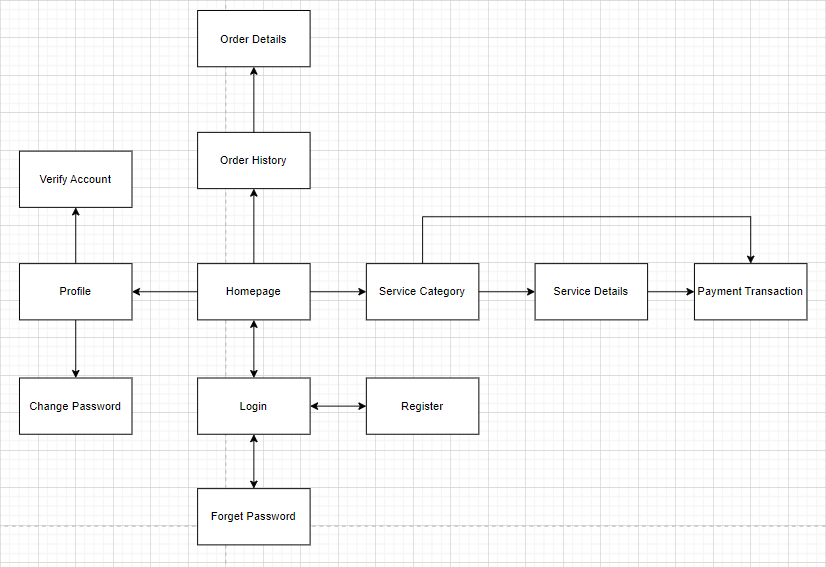 Order Details
Order History
Verify Account
Profile
Homepage
Service Category
Service Details
Payment Transaction
Change Password
Login
Register
Forget Password